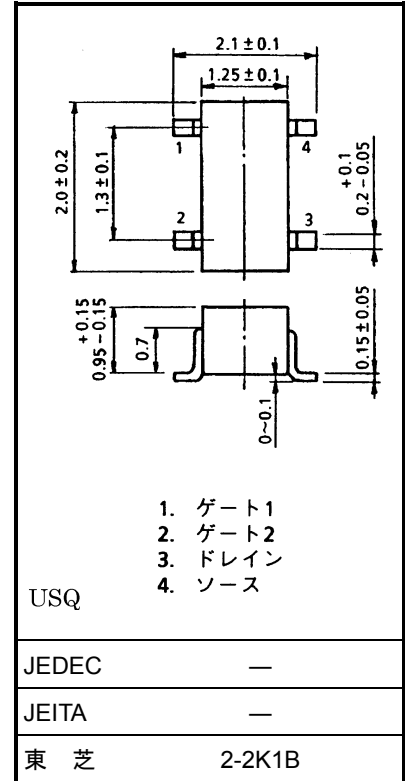 2.1±0.1
1.25±0.1
1
4
2.0±0.2
1.3±0.1
+0.1
0.2-0.05
2
3
+0.15
0.95-0.15
0.7
0.15±0.05
0~0.1
1. ゲート1
2. ゲート2
3. ドレイン
4. ソース
USQ
JEDEC —
JEITA —
東 芝 2-2K1B